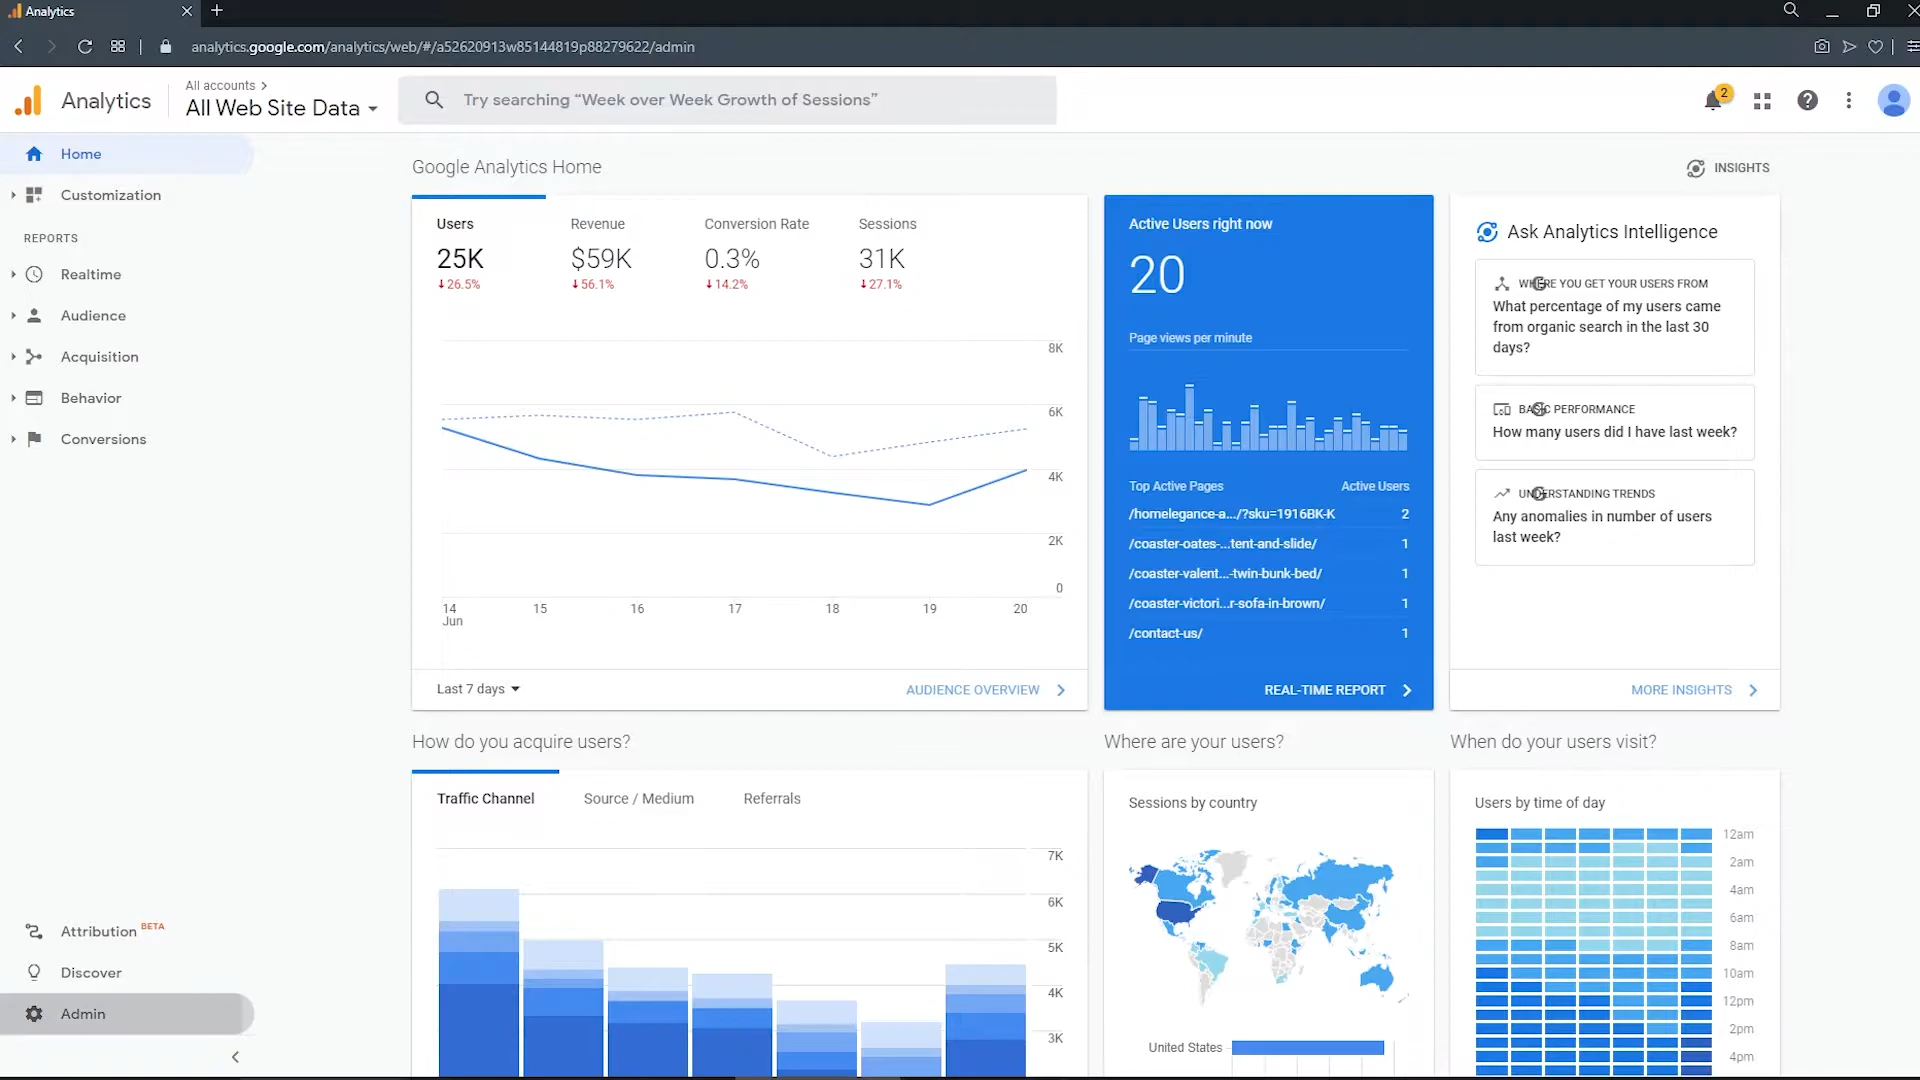 Analytics
analytics.google.com/analytics/web/#/a52620913w85144819p88279622/admin
Analytics
All accounts
All Web Site Data
Try searching “Week over Week Growth of Sessions”
2
Home
Customization
REPORTS
Realtime
Audience
Acquisition
Behavior
Conversions
Attribution BETA
Discover
Admin
Google Analytics Home
INSIGHTS
Users
Revenue
Conversion Rate
Sessions
25K
$59K
0.3%
31K
26.5%
56.1%
14.2%
27.1%
8K
6K
4K
2K
0
14
15
16
17
18
19
20
Jun
Last 7 days
AUDIENCE OVERVIEW
Active Users right now
20
Page views per minute
Top Active Pages
Active Users
/homelegance-a.../?sku=1916BK-K
2
/coaster-oates-...tent-and-slide/
1
/coaster-valent...-twin-bunk-bed/
1
/coaster-victori...r-sofa-in-brown/
1
/contact-us/
1
REAL-TIME REPORT
Ask Analytics Intelligence
WHERE YOU GET YOUR USERS FROM
What percentage of my users came
from organic search in the last 30
days?
BASIC PERFORMANCE
How many users did I have last week?
UNDERSTANDING TRENDS
Any anomalies in number of users
last week?
MORE INSIGHTS
How do you acquire users?
Traffic Channel
Source / Medium
Referrals
7K
6K
5K
4K
3K
Where are your users?
Sessions by country
United States
When do your users visit?
Users by time of day
12am
2am
4am
6am
8am
10am
12pm
2pm
4pm